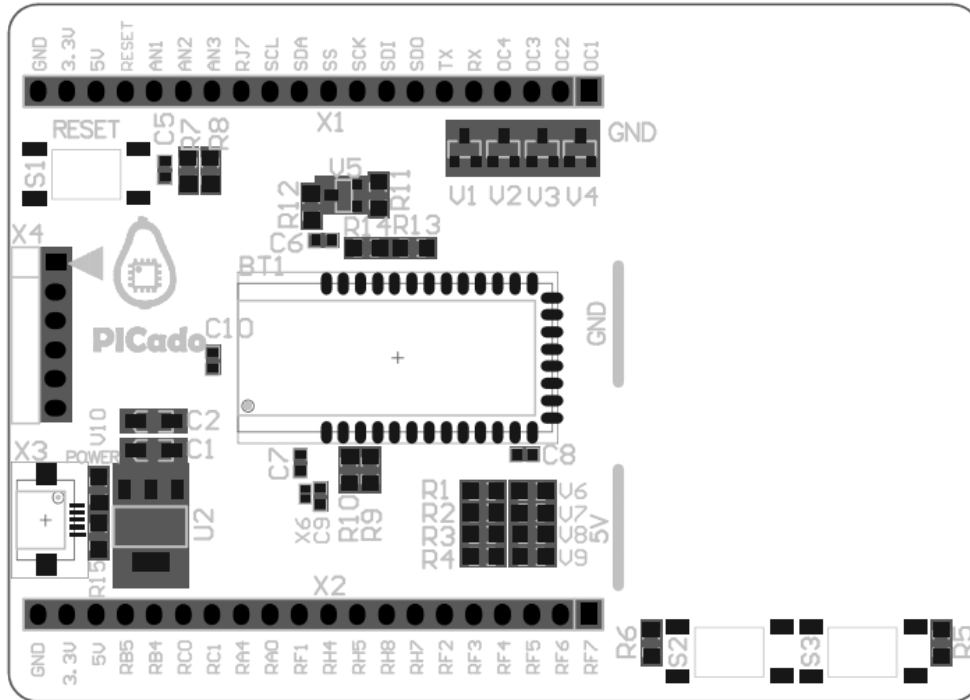 GND 3.3V 5V RESET AN1 AN2 AN3 RJ7 SCL SDA SS SCK SDI SDO TX RX OC4 OC3 OC2 OC1
X1
RESET
S1
C5
R7
R8
V5
R12
R11
C6
R14
R13
GND
V1 V2 V3 V4
X4
BT1
PICado
C10
GND
V10
C2
X3
POWER
C1
C7
C8
U2
X6
C9
R10
R9
R1
V6
R2
V7
R3
V8
R4
V9
5V
R15
X2
GND 3.3V 5V RB5 RB4 RC0 RC1 RA4 RA0 RF1 RH4 RH5 RH8 RH7 RF2 RF3 RF4 RF5 RF6 RF7
R6
S2
S3
R5